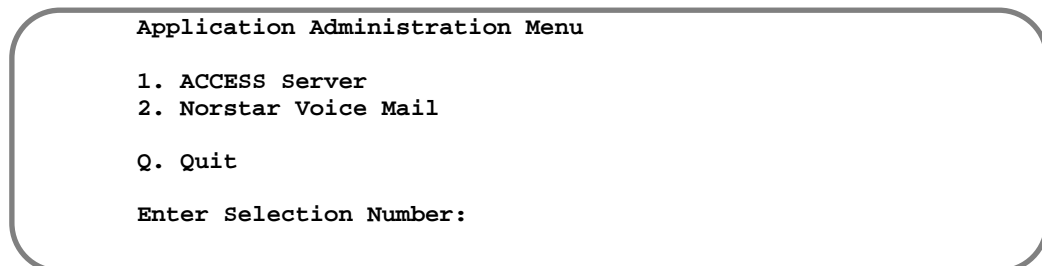 Application Administration Menu
1. ACCESS Server
2. Norstar Voice Mail
Q. Quit
Enter Selection Number: